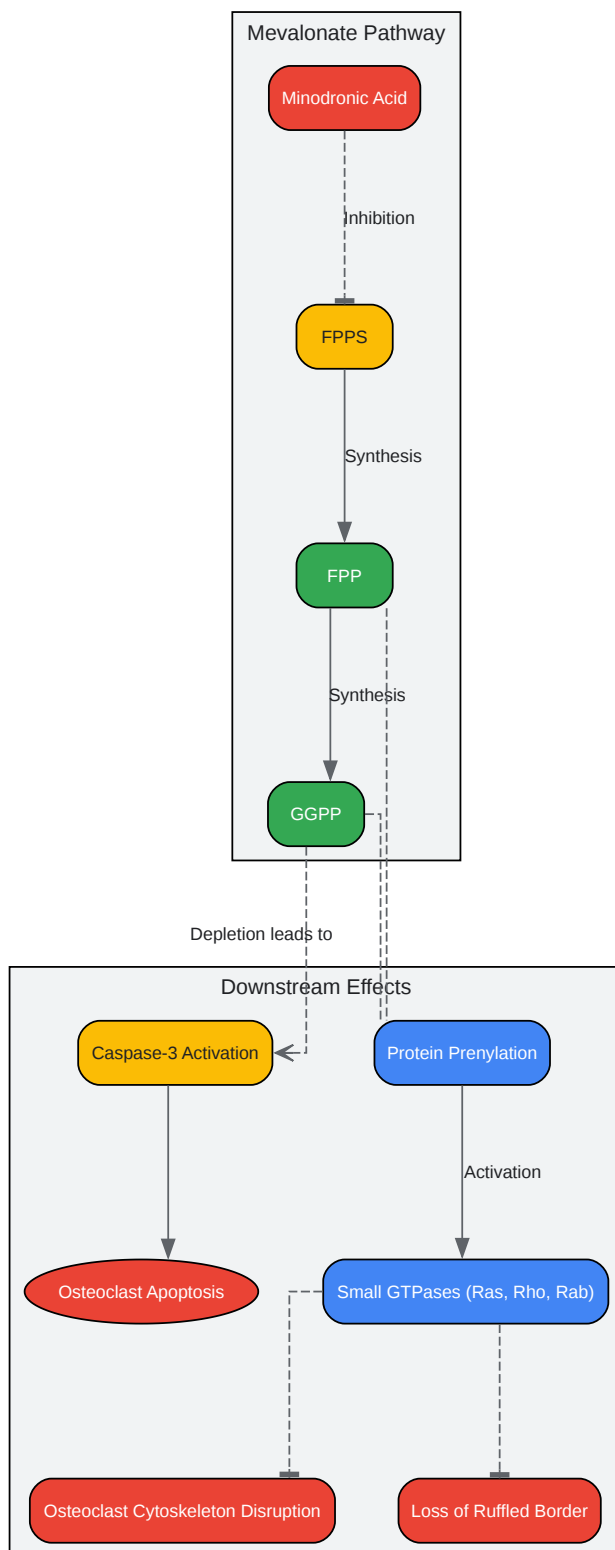 Mevalonate Pathway
Minodronic Acid
Inhibition
FPPS
Synthesis
FPP
Synthesis
GGPP
Depletion leads to
Downstream Effects
Caspase-3 Activation
Protein Prenylation
Activation
Osteoclast Apoptosis
Small GTPases (Ras, Rho, Rab)
Osteoclast Cytoskeleton Disruption
Loss of Ruffled Border